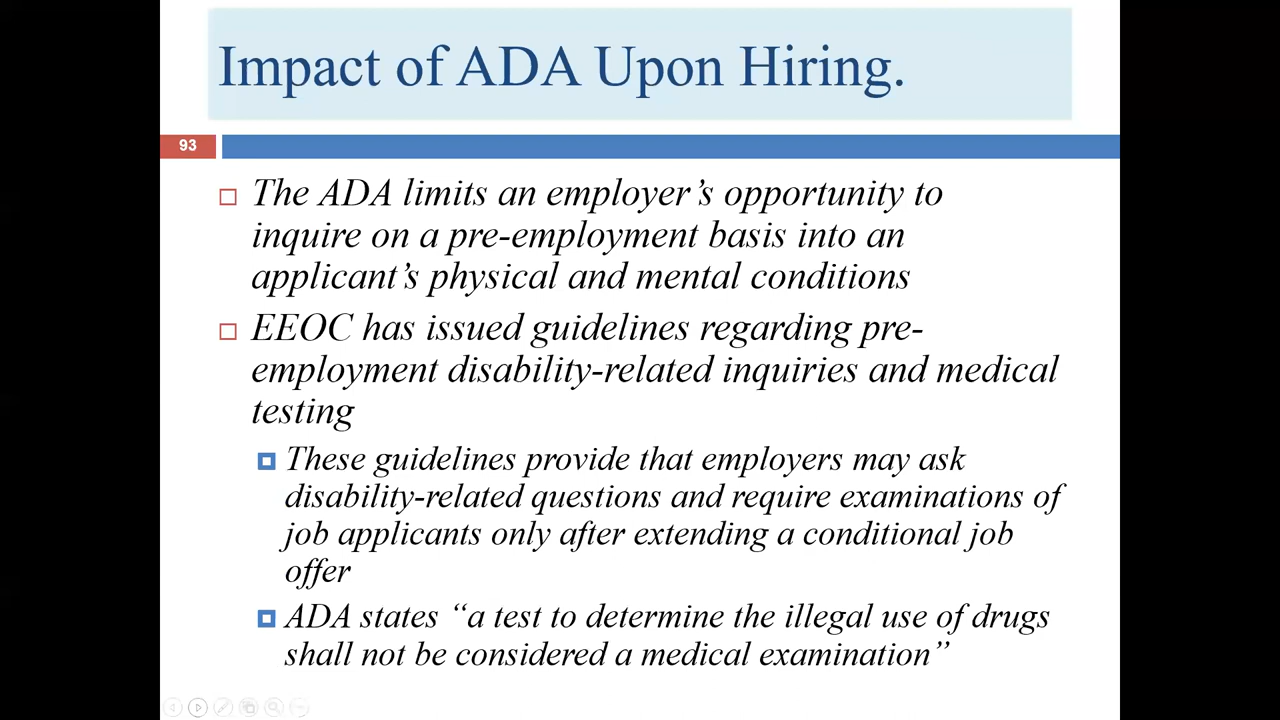 Impact of ADA Upon Hiring.
93
The ADA limits an employer’s opportunity to
inquire on a pre-employment basis into an
applicant’s physical and mental conditions
EEOC has issued guidelines regarding pre-
employment disability-related inquiries and medical
testing
These guidelines provide that employers may ask
disability-related questions and require examinations of
job applicants only after extending a conditional job
offer
ADA states “a test to determine the illegal use of drugs
shall not be considered a medical examination”